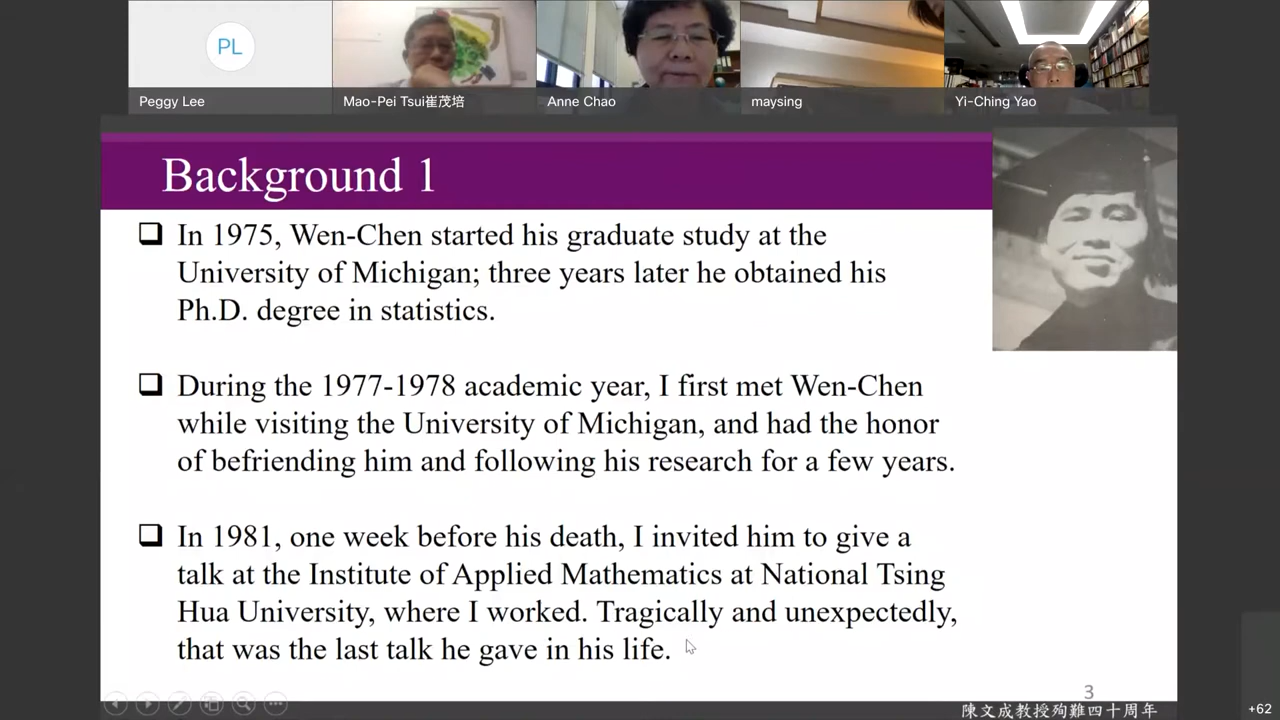 PL
Peggy Lee
Mao-Pei Tsui崔茂培
Anne Chao
maysing
Yi-Ching Yao
Background 1
In 1975, Wen-Chen started his graduate study at the
University of Michigan; three years later he obtained his
Ph.D. degree in statistics.
During the 1977-1978 academic year, I first met Wen-Chen
while visiting the University of Michigan, and had the honor
of befriending him and following his research for a few years.
In 1981, one week before his death, I invited him to give a
talk at the Institute of Applied Mathematics at National Tsing
Hua University, where I worked. Tragically and unexpectedly,
that was the last talk he gave in his life.
3
陳文成教授殉難四十周年
+62